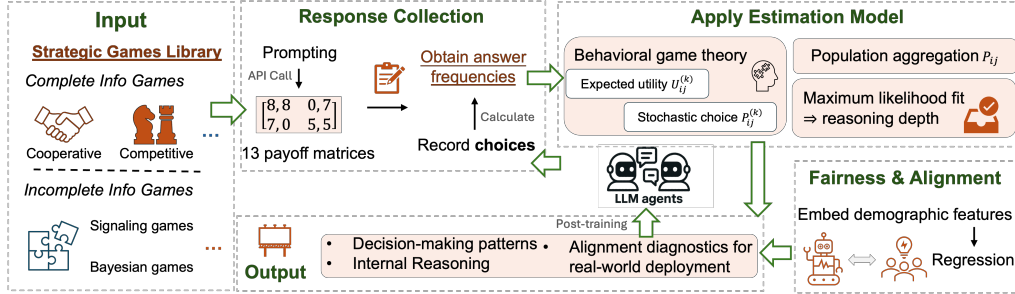 Input
Strategic Games Library
Complete Info Games
Cooperative
Competitive
...
Incomplete Info Games
Signaling games
...
Bayesian games
Response Collection
Prompting
API Call
8, 8 0, 7
7, 0 5, 5
13 payoff matrices
Obtain answer
frequencies
Calculate
Record choices
Apply Estimation Model
Behavioral game theory
Expected utility U_{ij}^{(k)}
Stochastic choice P_{ij}^{(k)}
Population aggregation P_{ij}
Maximum likelihood fit
⇒ reasoning depth
LLM agents
Post-training
Fairness & Alignment
Embed demographic features
Regression
Output
• Decision-making patterns
• Internal Reasoning
• Alignment diagnostics for
real-world deployment